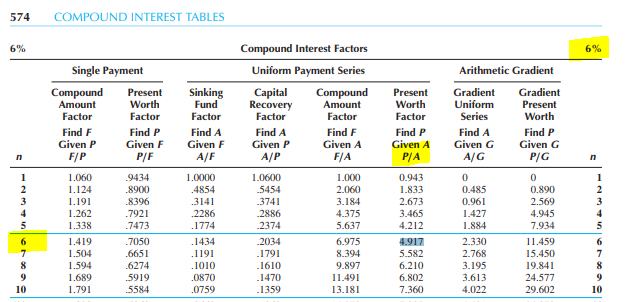 574 COMPOUND INTEREST TABLES
6% Compound Interest Factors 6%
Single Payment Uniform Payment Series Arithmetic Gradient
Compound Present Sinking Capital Compound Present Gradient Gradient
Amount Worth Fund Recovery Amount Worth Uniform Present
Factor Factor Factor Factor Factor Factor Series Worth
Find F Find P Find A Find A Find F Find P Find A Find P
Given P Given F Given F Given P Given A Given A Given G Given G
n F/P P/F A/F A/P F/A P/A A/G P/G n
1 1.060 .9434 1.0000 1.0600 1.000 0.943 0 0 1
2 1.124 .8900 .4854 .5454 2.060 1.833 0.485 0.890 2
3 1.191 .8396 .3141 .3741 3.184 2.673 0.961 2.569 3
4 1.262 .7921 .2286 .2886 4.375 3.465 1.427 4.945 4
5 1.338 .7473 .1774 .2374 5.637 4.212 1.884 7.934 5
6 1.419 .7050 .1434 .2034 6.975 4.917 2.330 11.459 6
7 1.504 .6651 .1191 .1791 8.394 5.582 2.768 15.450 7
8 1.594 .6274 .1010 .1610 9.897 6.210 3.195 19.841 8
9 1.689 .5919 .0870 .1470 11.491 6.802 3.613 24.577 9
10 1.791 .5584 .0759 .1359 13.181 7.360 4.022 29.602 10